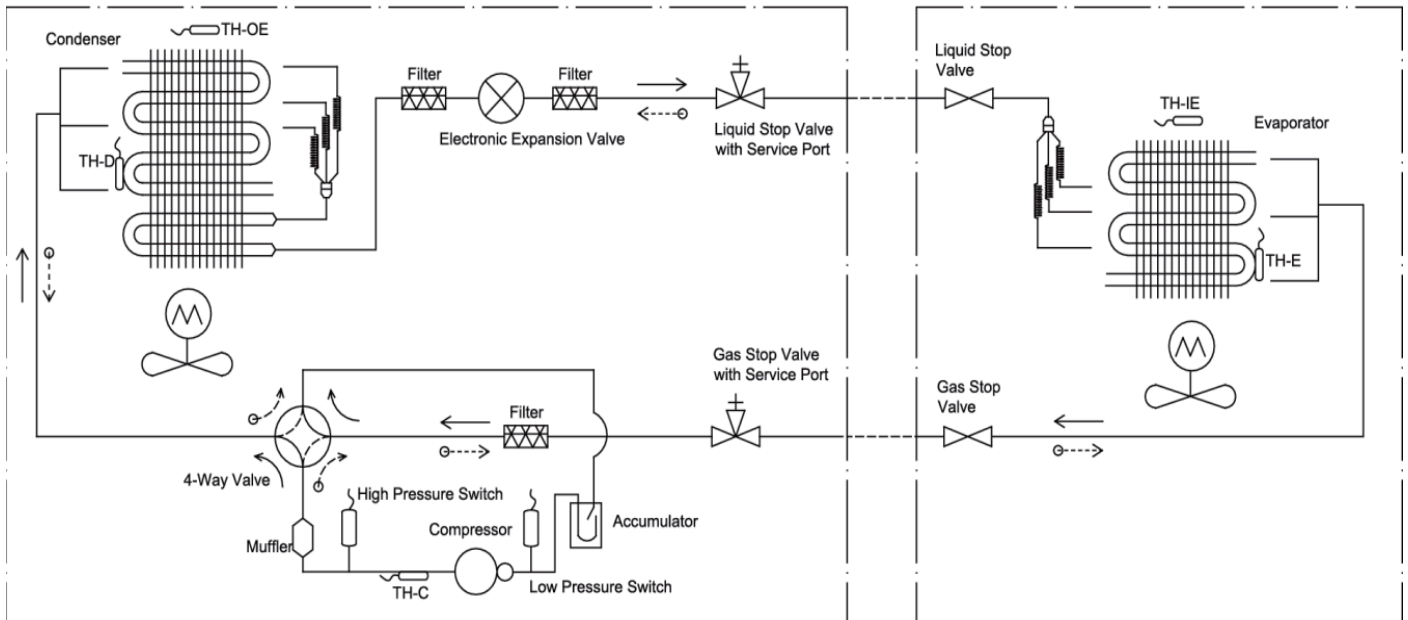 TH-OE
Condenser
Filter
Filter
Electronic Expansion Valve
Liquid Stop Valve
with Service Port
TH-D
Liquid Stop
Valve
TH-IE
Evaporator
TH-E
4-Way Valve
Filter
Gas Stop Valve
with Service Port
Gas Stop
Valve
High Pressure Switch
Muffler
Compressor
Accumulator
TH-C
Low Pressure Switch